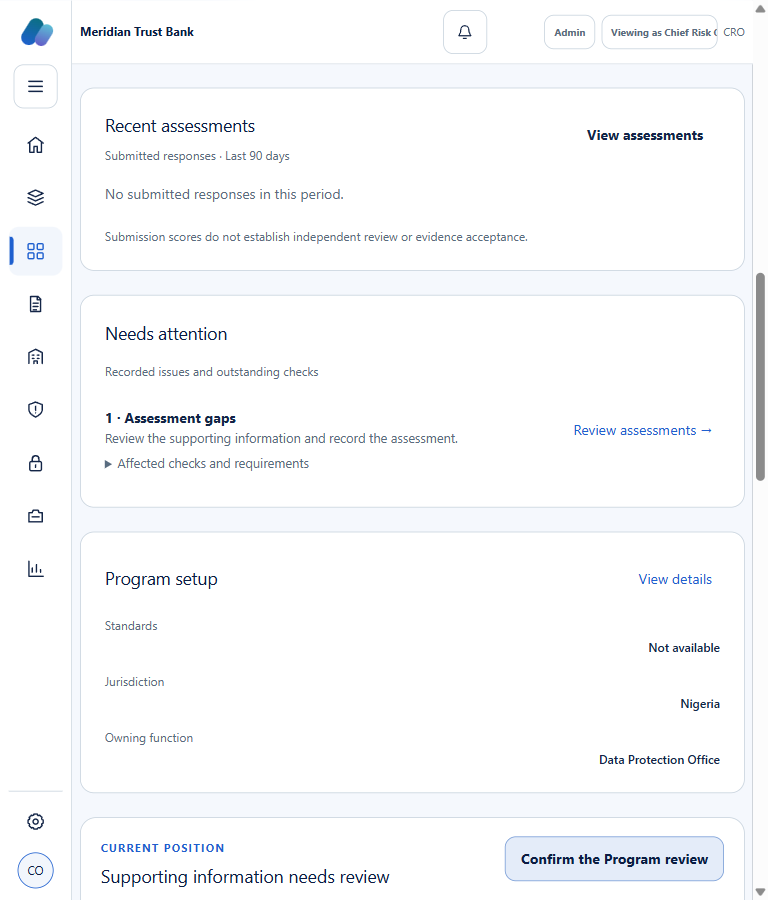 Meridian Trust Bank
Admin
Viewing as Chief Risk
CRO
Recent assessments
View assessments
Submitted responses · Last 90 days
No submitted responses in this period.
Submission scores do not establish independent review or evidence acceptance.
Needs attention
Recorded issues and outstanding checks
1 · Assessment gaps
Review the supporting information and record the assessment.
Review assessments →
Affected checks and requirements
Program setup
View details
Standards
Not available
Jurisdiction
Nigeria
Owning function
Data Protection Office
CURRENT POSITION
Confirm the Program review
Supporting information needs review
CO